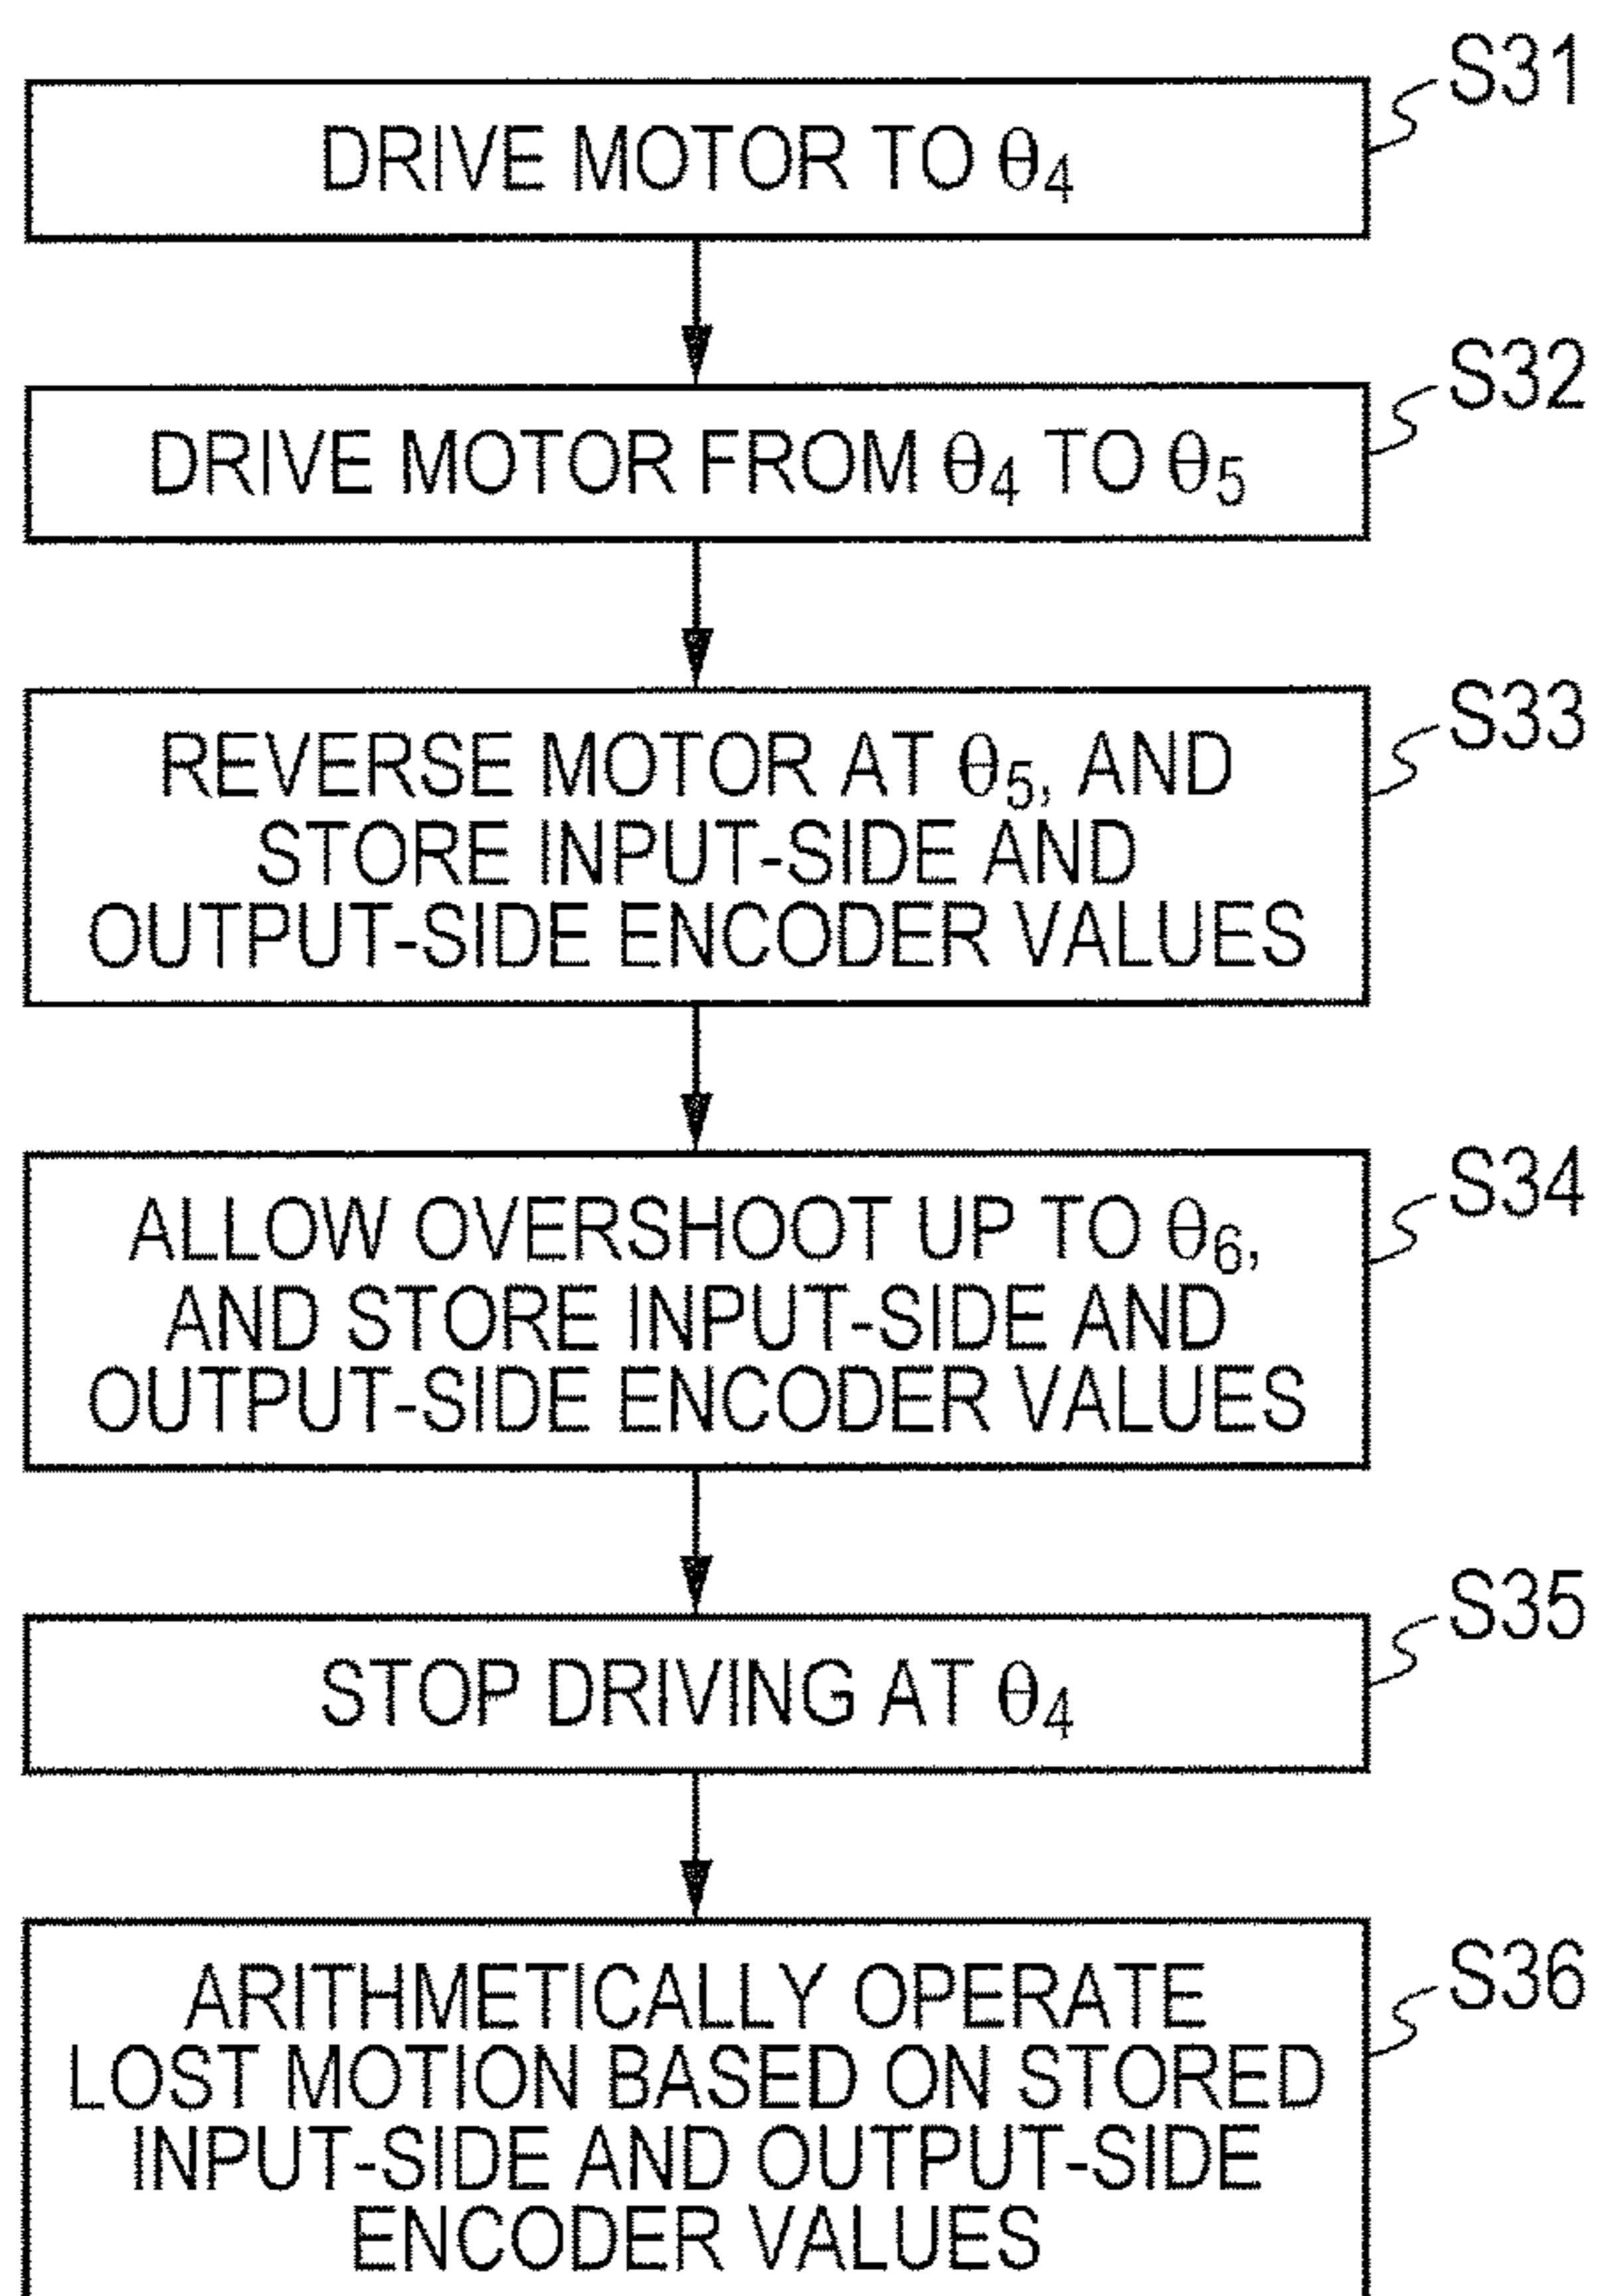 S31
DRIVE MOTOR TO θ4
S32
DRIVE MOTOR FROM θ4 TO θ5
S33
REVERSE MOTOR AT θ5, AND
STORE INPUT-SIDE AND
OUTPUT-SIDE ENCODER VALUES
S34
ALLOW OVERSHOOT UP TO θ6,
AND STORE INPUT-SIDE AND
OUTPUT-SIDE ENCODER VALUES
S35
STOP DRIVING AT θ4
S36
ARITHMETICALLY OPERATE
LOST MOTION BASED ON STORED
INPUT-SIDE AND OUTPUT-SIDE
ENCODER VALUES